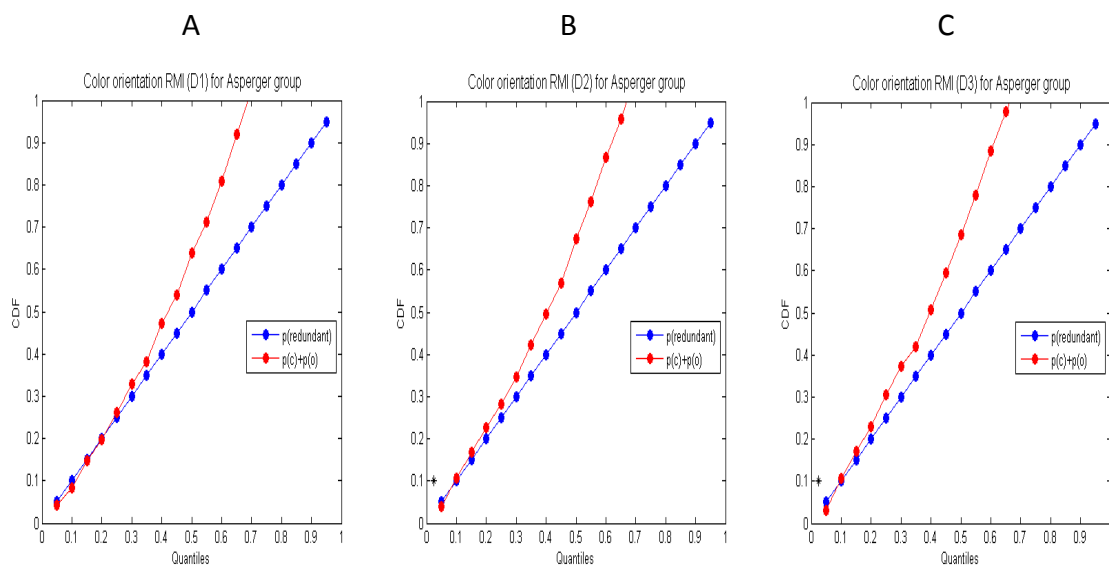 A
B
C
Color orientation RMI (D1) for Asperger group
1
0.9
0.8
0.7
0.6
0.5
0.4
0.3
0.2
0.1
0
CDF
p(redundant)
p(c)+p(o)
0.1 0.2 0.3 0.4 0.5 0.6 0.7 0.8 0.9 1
Quantiles
Color orientation RMI (D2) for Asperger group
1
0.9
0.8
0.7
0.6
0.5
0.4
0.3
0.2
0.1
0
CDF
*
p(redundant)
p(c)+p(o)
0 0.1 0.2 0.3 0.4 0.5 0.6 0.7 0.8 0.9 1
Quantiles
Color orientation RMI (D3) for Asperger group
1
0.9
0.8
0.7
0.6
0.5
0.4
0.3
0.2
0.1
0
CDF
*
p(redundant)
p(c)+p(o)
0 0.1 0.2 0.3 0.4 0.5 0.6 0.7 0.8 0.9 1
Quantiles